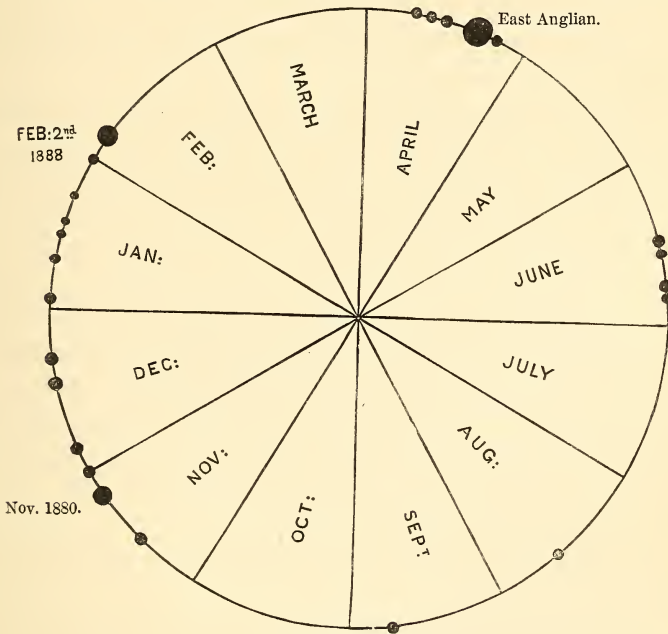 East Anglian.
MARCH
APRIL
FEB:2nd
1888
FEB:
MAY
JAN:
JUNE
DEC:
JULY
AUG:
NOV:
Nov. 1880.
OCT:
SEPT